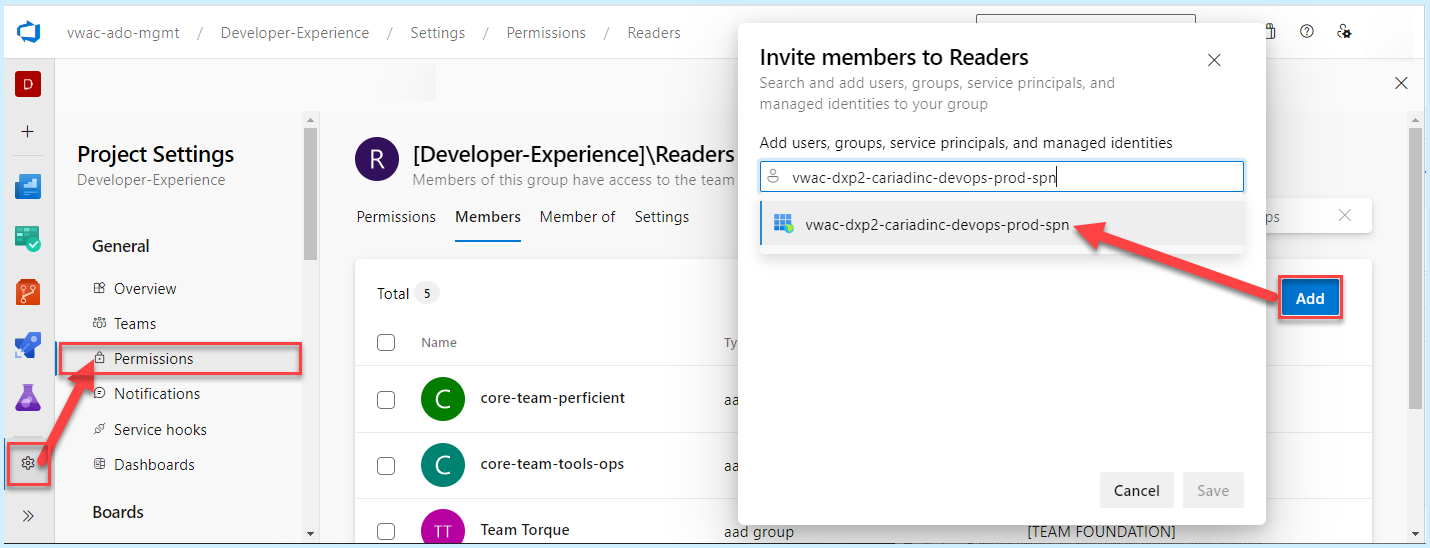 vwac-ado-mgmt / Developer-Experience / Settings / Permissions / Readers
D
Project Settings
Developer-Experience
General
Overview
Teams
Permissions
Notifications
Service hooks
Dashboards
Boards
R
[Developer-Experience]\Readers
Members of this group have access to the team
Permissions Members Member of Settings
Total 5
Name
Ty
C core-team-perficient
aad
C core-team-tools-ops
aad
TT Team Torque
aad group
[TEAM FOUNDATION]
ps
Add
Invite members to Readers
Search and add users, groups, service principals, and
managed identities to your group
Add users, groups, service principals, and managed identities
vwac-dxp2-cariadinc-devops-prod-spn
vwac-dxp2-cariadinc-devops-prod-spn
Cancel Save